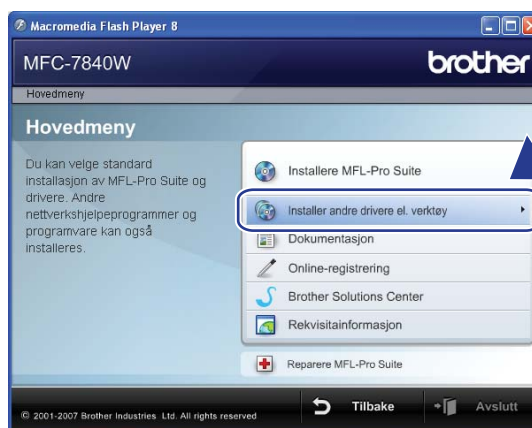 Macromedia Flash Player 8
MFC-7840W
brother
Hovedmeny
Hovedmeny
Du kan velge standard
installasjon av MFL-Pro Suite og
drivere. Andre
nettverkshjelpeprogrammer og
programvare kan også
installeres.
Installere MFL-Pro Suite
Installer andre drivere el. verktøy
Dokumentasjon
Online-registrering
Brother Solutions Center
Rekvisitainformasjon
Reparere MFL-Pro Suite
© 2001-2007 Brother Industries Ltd. All rights reserved
Tilbake
Avslutt